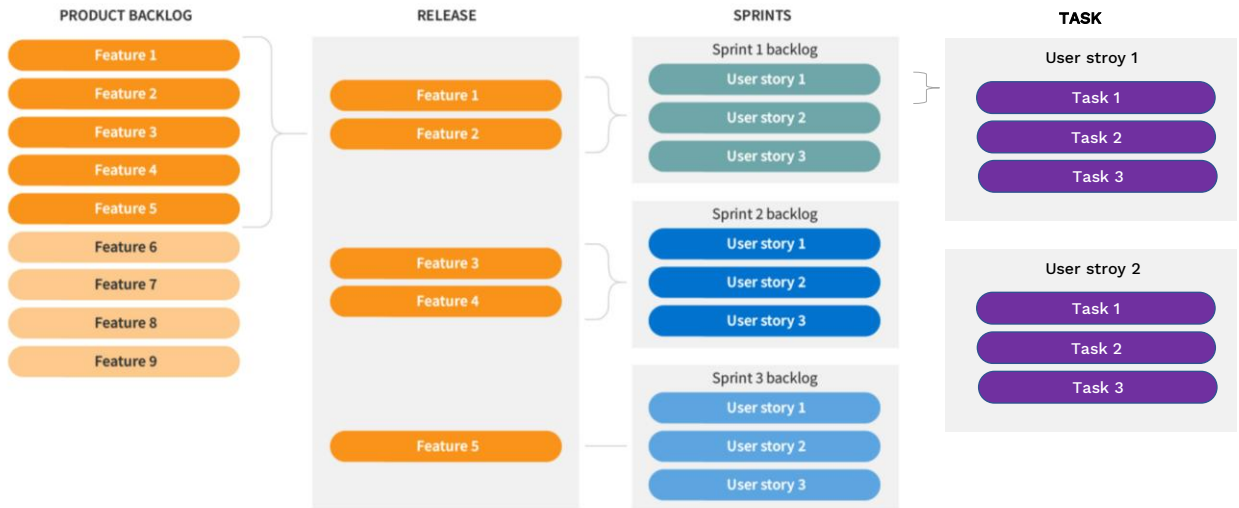 PRODUCT BACKLOG
Feature 1
Feature 2
Feature 3
Feature 4
Feature 5
Feature 6
Feature 7
Feature 8
Feature 9
RELEASE
Feature 1
Feature 2
Feature 3
Feature 4
Feature 5
SPRINTS
Sprint 1 backlog
User story 1
User story 2
User story 3
Sprint 2 backlog
User story 1
User story 2
User story 3
Sprint 3 backlog
User story 1
User story 2
User story 3
TASK
User stroy 1
Task 1
Task 2
Task 3
User stroy 2
Task 1
Task 2
Task 3